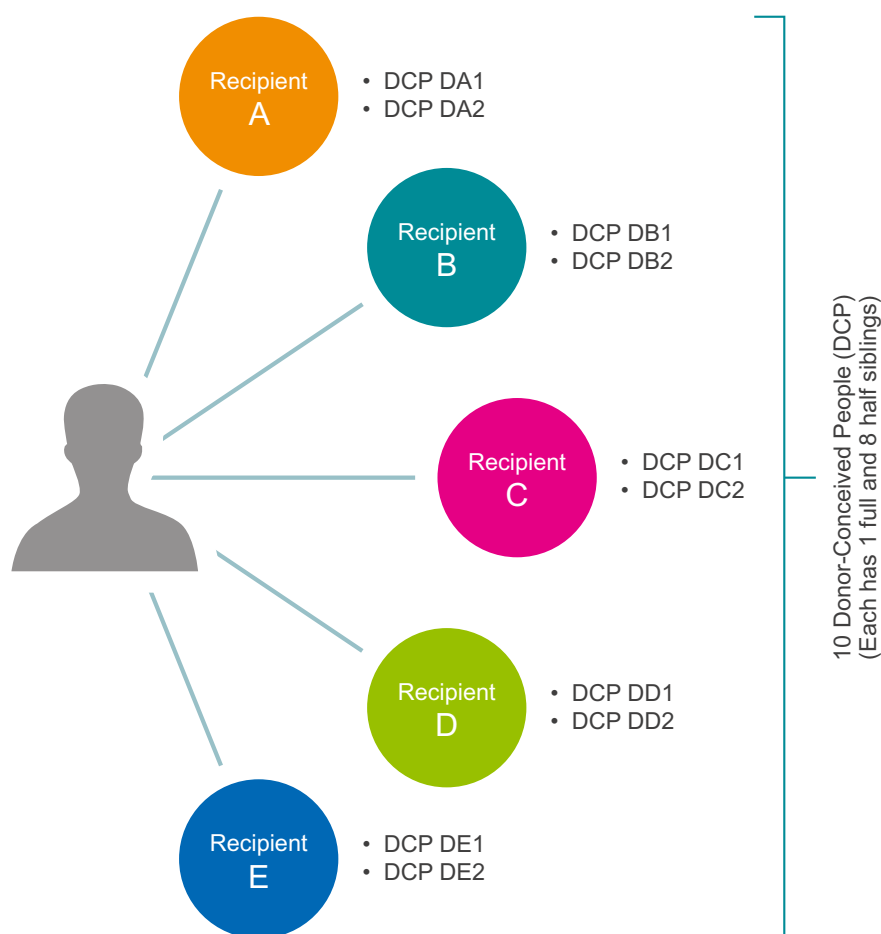 Recipient
A
• DCP DA1
• DCP DA2
Recipient
B
• DCP DB1
• DCP DB2
Recipient
C
• DCP DC1
• DCP DC2
Recipient
D
• DCP DD1
• DCP DD2
Recipient
E
• DCP DE1
• DCP DE2
10 Donor-Conceived People (DCP)
(Each has 1 full and 8 half siblings)